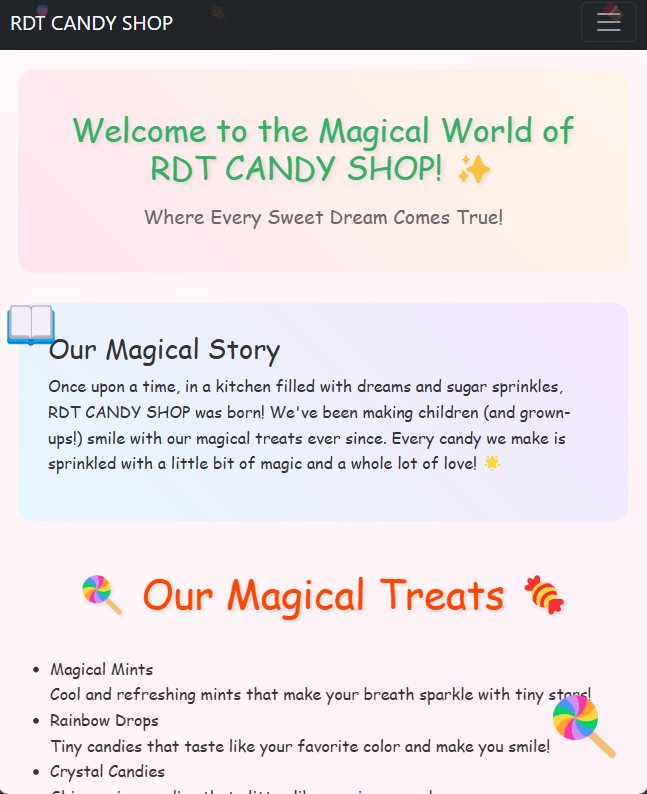 RDT CANDY SHOP
Welcome to the Magical World of
RDT CANDY SHOP! ✨
Where Every Sweet Dream Comes True!
Our Magical Story
Once upon a time, in a kitchen filled with dreams and sugar sprinkles,
RDT CANDY SHOP was born! We've been making children (and grown-
ups!) smile with our magical treats ever since. Every candy we make is
sprinkled with a little bit of magic and a whole lot of love! 🌟
🍭 Our Magical Treats 🍬
• Magical Mints
Cool and refreshing mints that make your breath sparkle with tiny stars!
• Rainbow Drops
Tiny candies that taste like your favorite color and make you smile!
• Crystal Candies